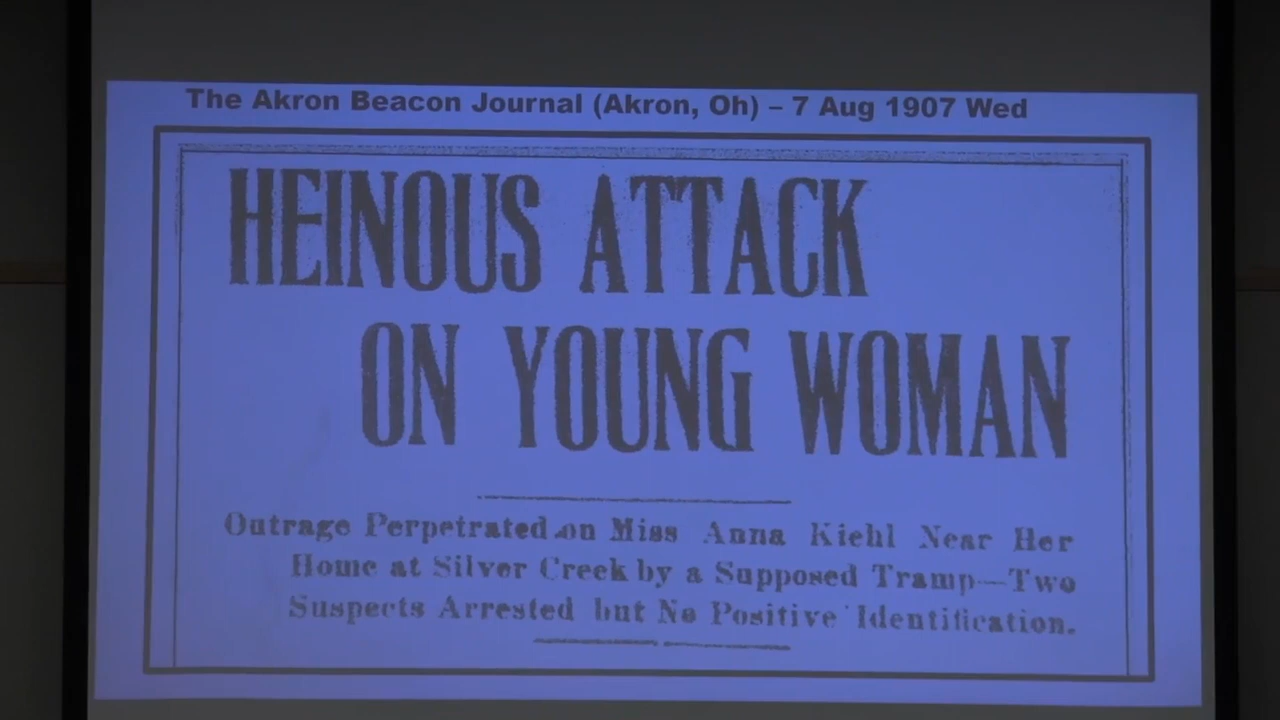 The Akron Beacon Journal (Akron, Oh) – 7 Aug 1907 Wed
HEINOUS ATTACK
ON YOUNG WOMAN
Outrage Perpetrated on Miss Anna Kiehl Near Her
Home at Silver Creek by a Supposed Tramp—Two
Suspects Arrested but No Positive Identification.